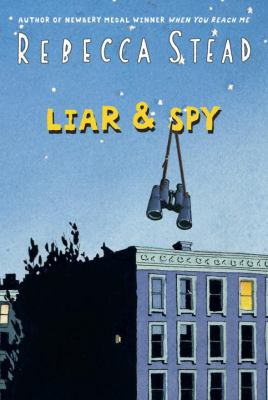 AUTHOR OF NEWBERY MEDAL WINNER WHEN YOU REACH ME
REBECCA STEAD
LIAR & SPY